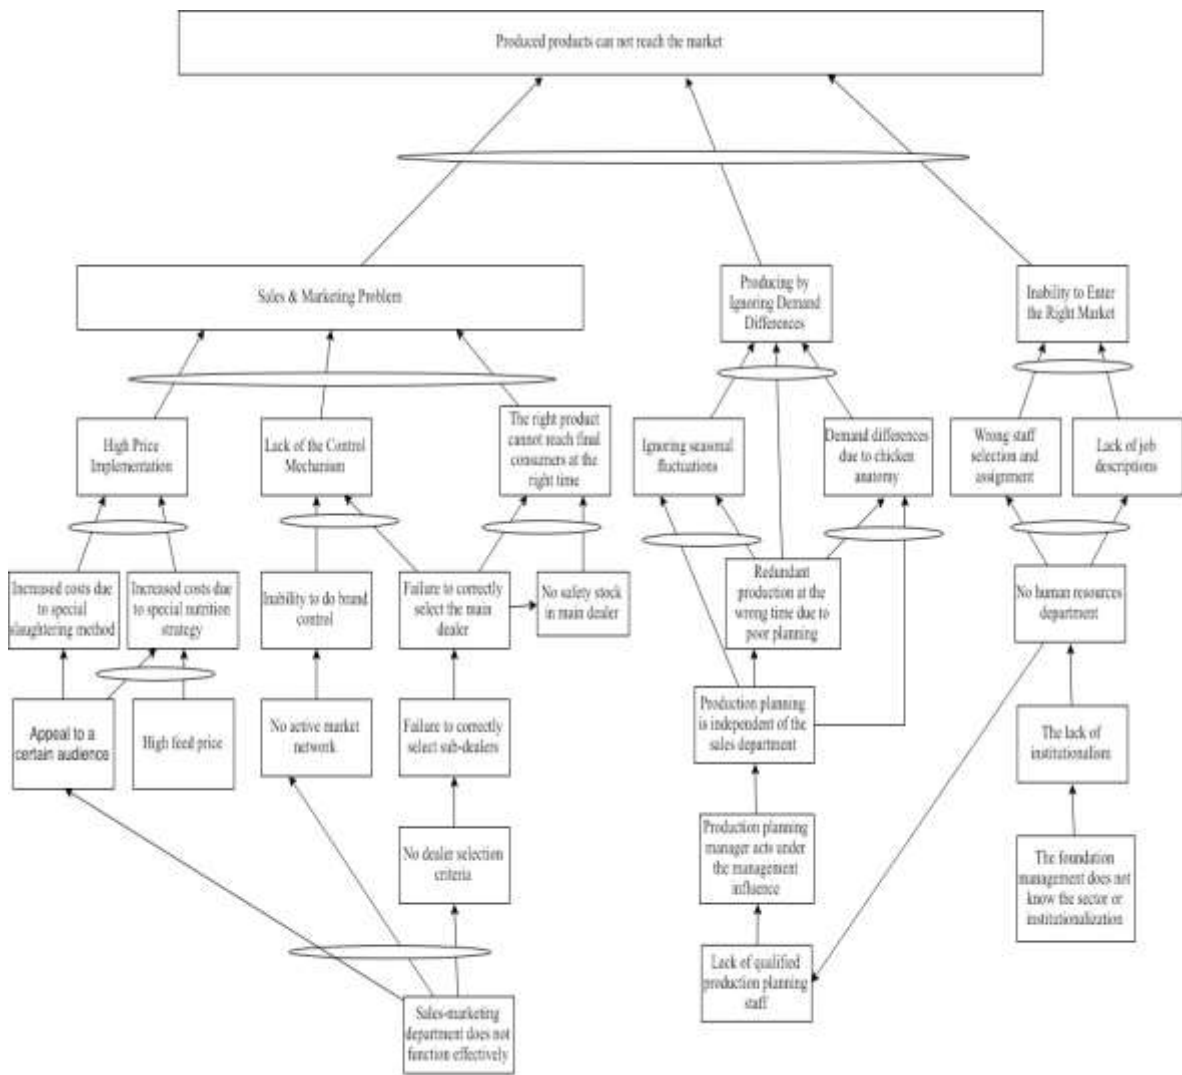 Produced products can not reach the market
Sales & Marketing Problem
Producing by
Ignoring Demand
Differences
Inability to Enter
the Right Market
High Price
Implementation
Lack of the Control
Mechanism
The right product
cannot reach final
consumers at the
right time
Ignoring seasonal
fluctuations
Demand differences
due to chicken
anatomy
Wrong staff
selection and
assignment
Lack of job
descriptions
Increased costs due
to special
slaughtering method
Increased costs due
to special nutrition
strategy
Inability to do brand
control
Failure to correctly
select the main
dealer
No safety stock
in main dealer
Redundant
production at the
wrong time due to
poor planning
No human resources
department
Appeal to a
certain audience
High feed price
No active market
network
Failure to correctly
select sub-dealers
Production planning
is independent of the
sales department
The lack of
institutionalism
No dealer selection
criteria
Production planning
manager acts under
the management
influence
The foundation
management does not
know the sector or
institutionalization
Lack of qualified
production planning
staff
Sales-marketing
department does not
function effectively